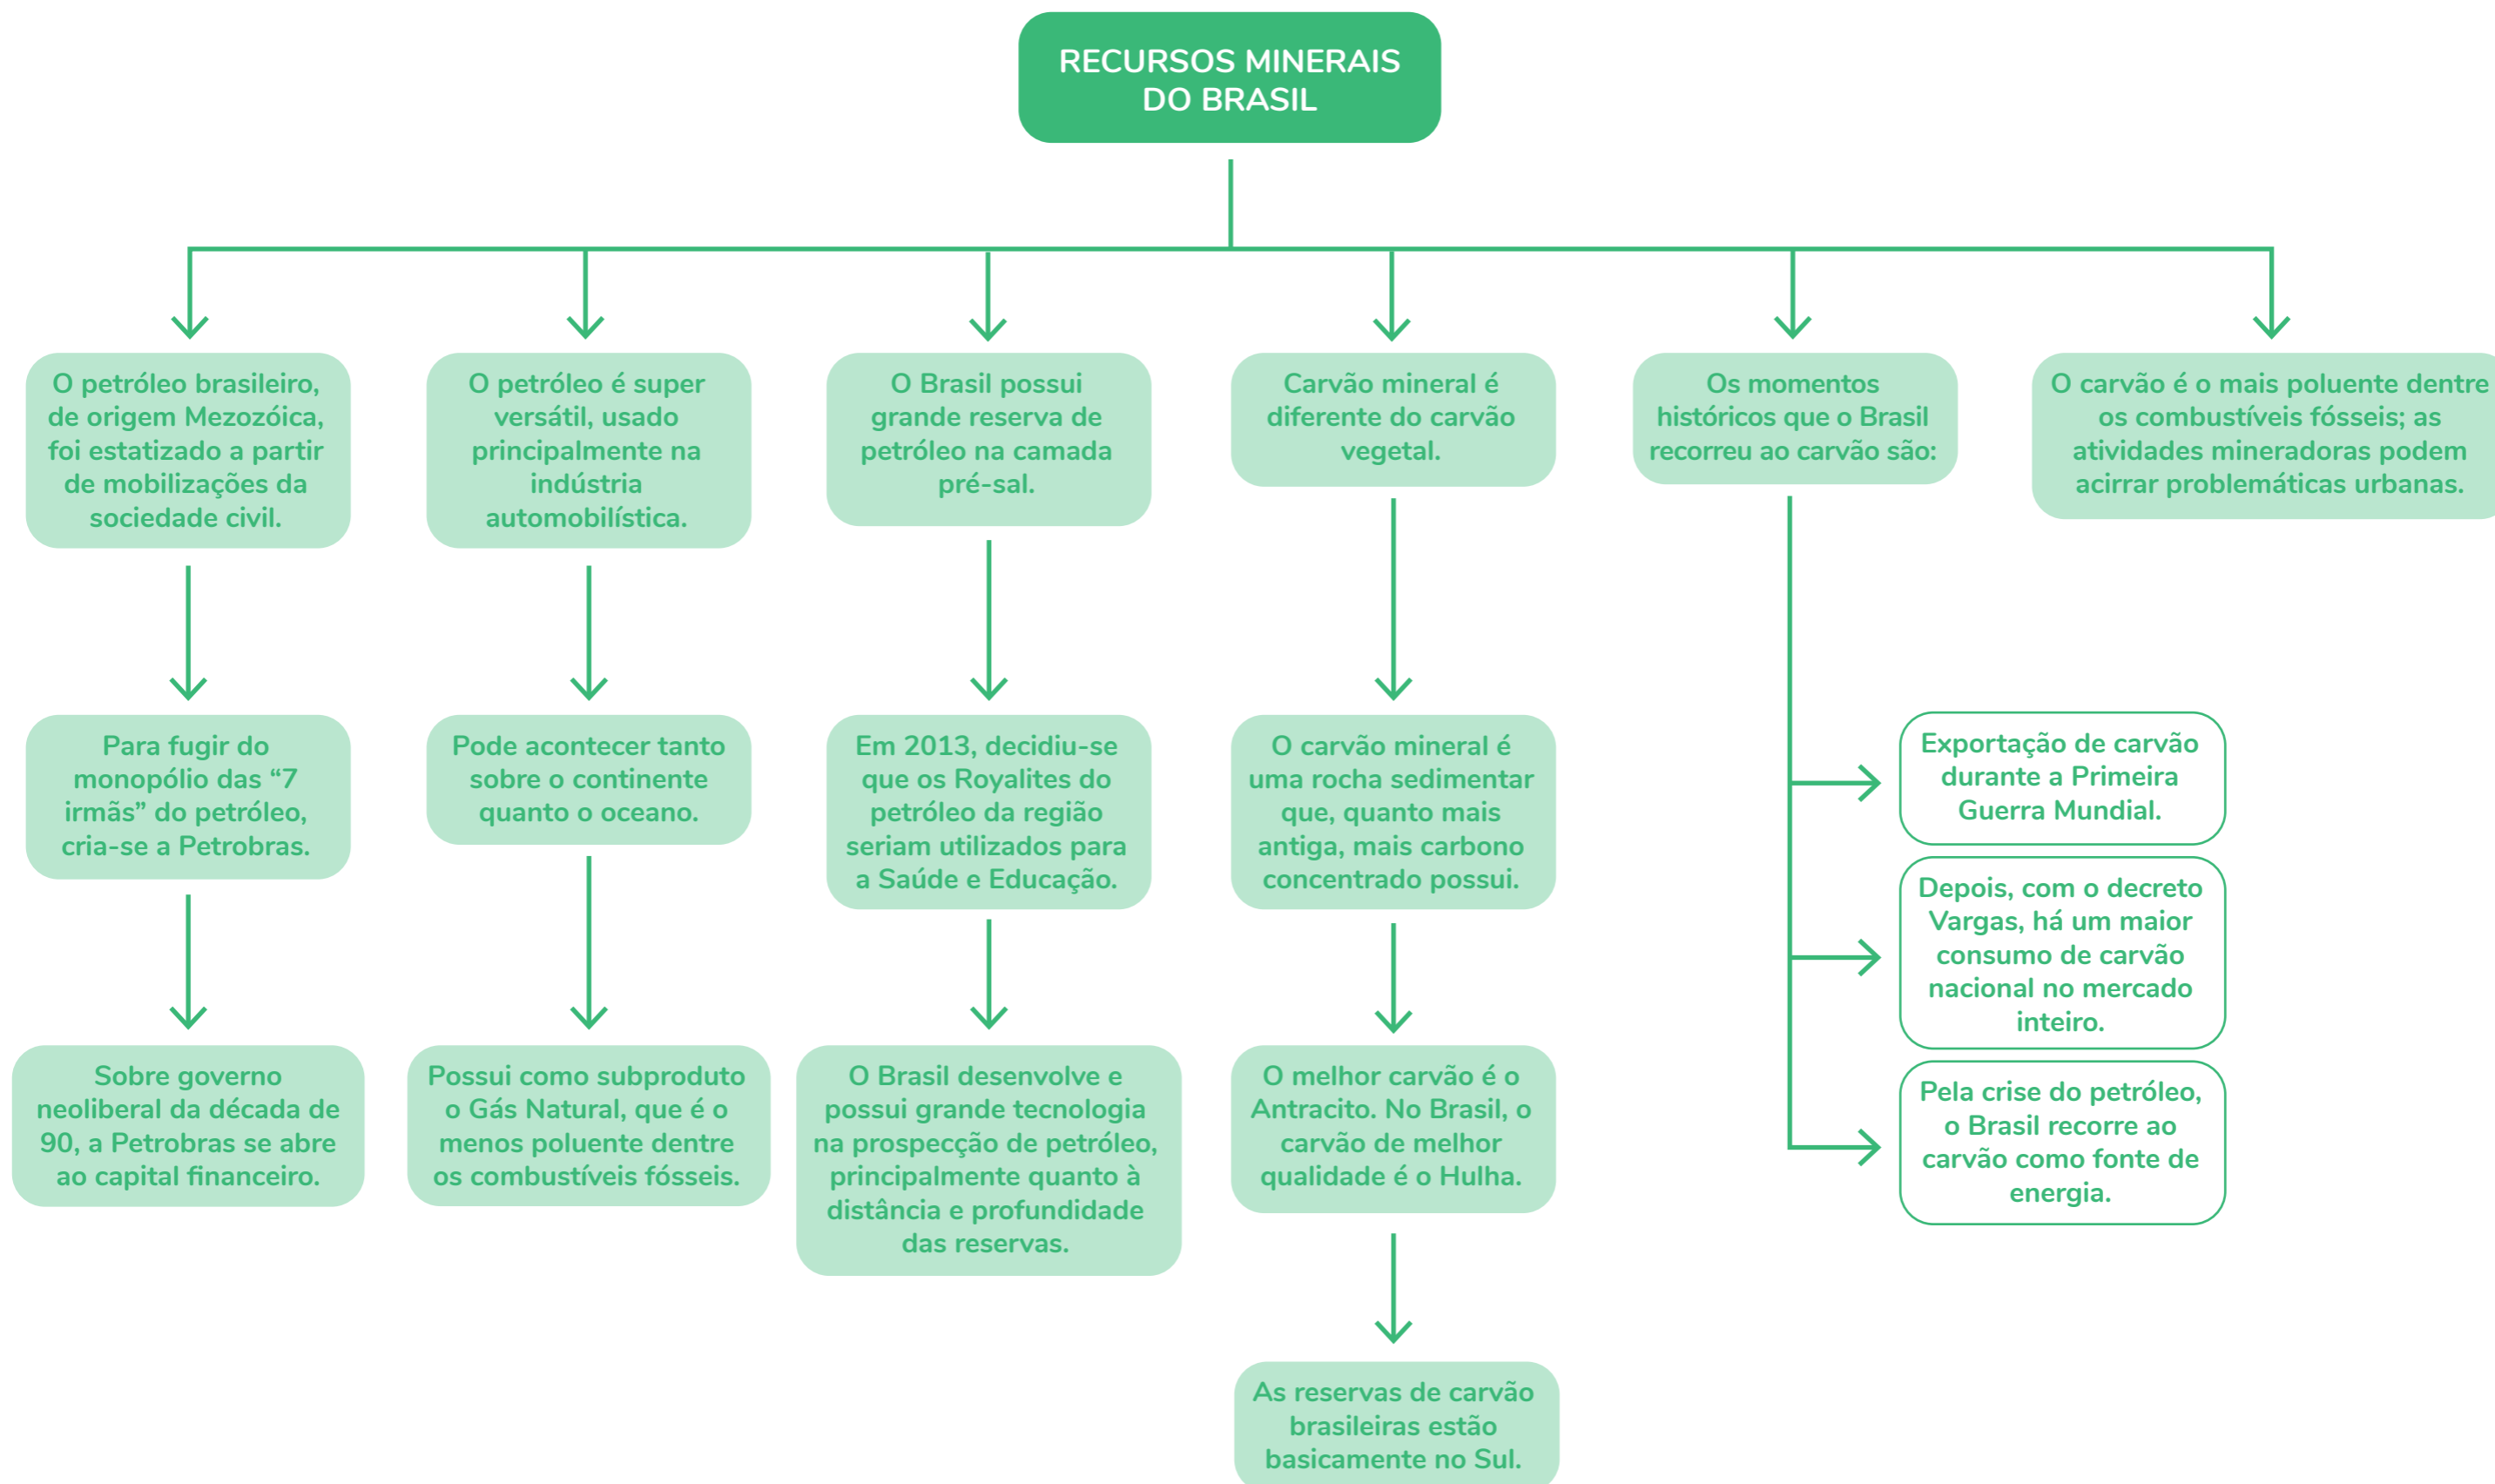 RECURSOS MINERAIS
DO BRASIL
O petróleo brasileiro,
de origem Mezozóica,
foi estatizado a partir
de mobilizações da
sociedade civil.
Para fugir do
monopólio das “7
irmãs” do petróleo,
cria-se a Petrobras.
Sobre governo
neoliberal da década de
90, a Petrobras se abre
ao capital financeiro.
O petróleo é super
versátil, usado
principalmente na
indústria
automobilística.
Pode acontecer tanto
sobre o continente
quanto o oceano.
Possui como subproduto
o Gás Natural, que é o
menos poluente dentre
os combustíveis fósseis.
O Brasil possui
grande reserva de
petróleo na camada
pré-sal.
Em 2013, decidiu-se
que os Royalites do
petróleo da região
seriam utilizados para
a Saúde e Educação.
O Brasil desenvolve e
possui grande tecnologia
na prospecção de petróleo,
principalmente quanto à
distância e profundidade
das reservas.
Carvão mineral é
diferente do carvão
vegetal.
O carvão mineral é
uma rocha sedimentar
que, quanto mais
antiga, mais carbono
concentrado possui.
O melhor carvão é o
Antracito. No Brasil, o
carvão de melhor
qualidade é o Hulha.
As reservas de carvão
brasileiras estão
basicamente no Sul.
Os momentos
históricos que o Brasil
recorreu ao carvão são:
Exportação de carvão
durante a Primeira
Guerra Mundial.
Depois, com o decreto
Vargas, há um maior
consumo de carvão
nacional no mercado
inteiro.
Pela crise do petróleo,
o Brasil recorre ao
carvão como fonte de
energia.
O carvão é o mais poluente dentre
os combustíveis fósseis; as
atividades mineradoras podem
acirrar problemáticas urbanas.